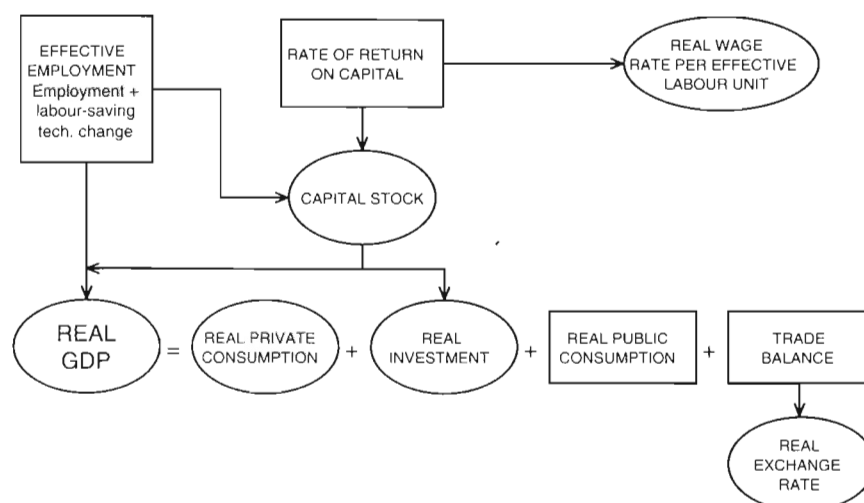 EFFECTIVE
EMPLOYMENT
Employment +
labour-saving
tech. change
RATE OF RETURN
ON CAPITAL
REAL WAGE
RATE PER EFFECTIVE
LABOUR UNIT
CAPITAL STOCK
REAL
GDP
=
REAL PRIVATE
CONSUMPTION
+
REAL
INVESTMENT
+
REAL PUBLIC
CONSUMPTION
+
TRADE
BALANCE
REAL
EXCHANGE
RATE